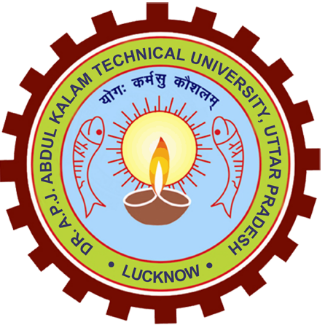 DR. A.P.J. ABDUL KALAM TECHNICAL UNIVERSITY, UTTAR PRADESH
योगः कर्मसु कौशलम्
• LUCKNOW •